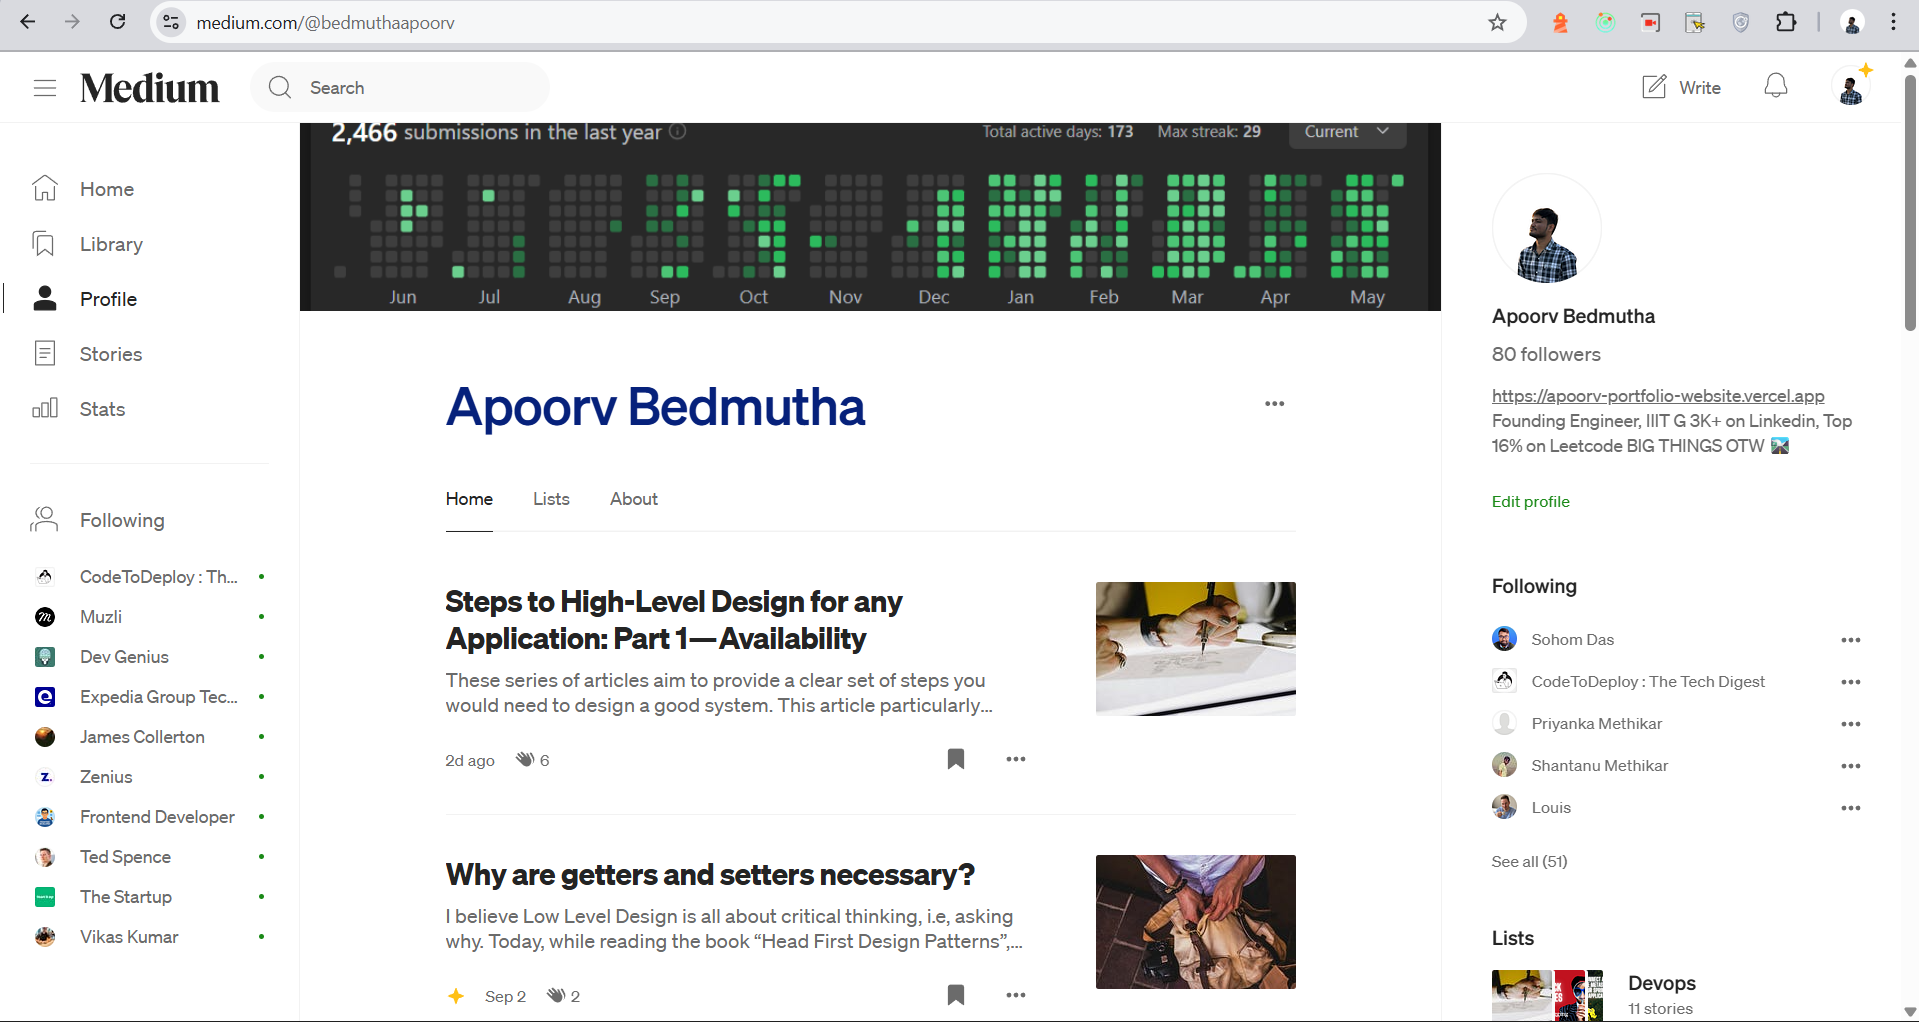 medium.com/@bedmuthaapoorv
Medium
Search
Write
Home
Library
Profile
Stories
Stats
Following
CodeToDeploy : Th...
Muzli
Dev Genius
Expedia Group Tec...
James Collerton
Zenius
Frontend Developer
Ted Spence
The Startup
Vikas Kumar
2,466 submissions in the last year
Total active days: 173 Max streak: 29 Current
Jun Jul Aug Sep Oct Nov Dec Jan Feb Mar Apr May
Apoorv Bedmutha
Home Lists About
Steps to High-Level Design for any
Application: Part 1—Availability
These series of articles aim to provide a clear set of steps you
would need to design a good system. This article particularly...
2d ago 6
Why are getters and setters necessary?
I believe Low Level Design is all about critical thinking, i.e, asking
why. Today, while reading the book “Head First Design Patterns”,...
Sep 2 2
Apoorv Bedmutha
80 followers
https://apoorv-portfolio-website.vercel.app
Founding Engineer, IIIT G 3K+ on Linkedin, Top
16% on Leetcode BIG THINGS OTW
Edit profile
Following
Sohom Das
CodeToDeploy : The Tech Digest
Priyanka Methikar
Shantanu Methikar
Louis
See all (51)
Lists
Devops
11 stories